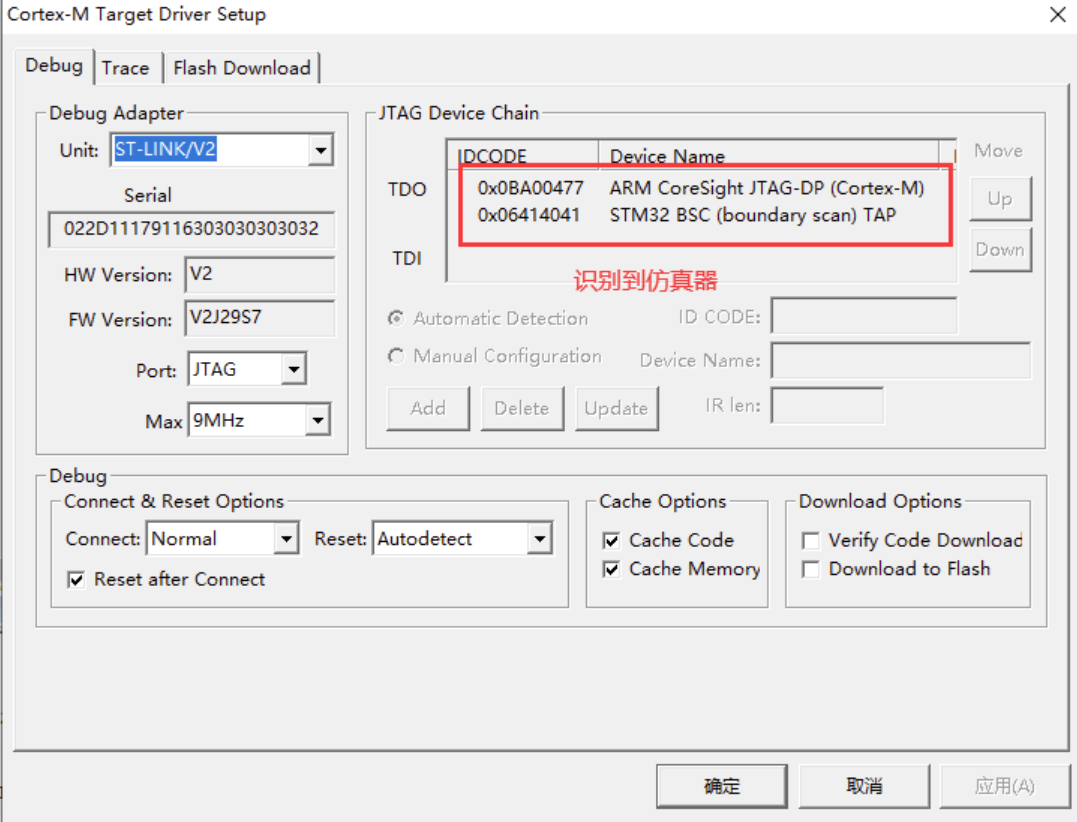 Cortex-M Target Driver Setup
Debug
Trace
Flash Download
Debug Adapter
Unit: ST-LINK/V2
Serial
022D11179116303030303032
HW Version: V2
FW Version: V2J29S7
Port: JTAG
Max 9MHz
JTAG Device Chain
IDCODE Device Name
TDO 0x0BA00477 ARM CoreSight JTAG-DP (Cortex-M)
0x06414041 STM32 BSC (boundary scan) TAP
TDI
识别到仿真器
Move
Up
Down
Automatic Detection ID CODE:
Manual Configuration Device Name:
Add Delete Update IR len:
Debug
Connect & Reset Options
Connect: Normal Reset: Autodetect
Reset after Connect
Cache Options
Cache Code
Cache Memory
Download Options
Verify Code Download
Download to Flash
确定 取消 应用(A)